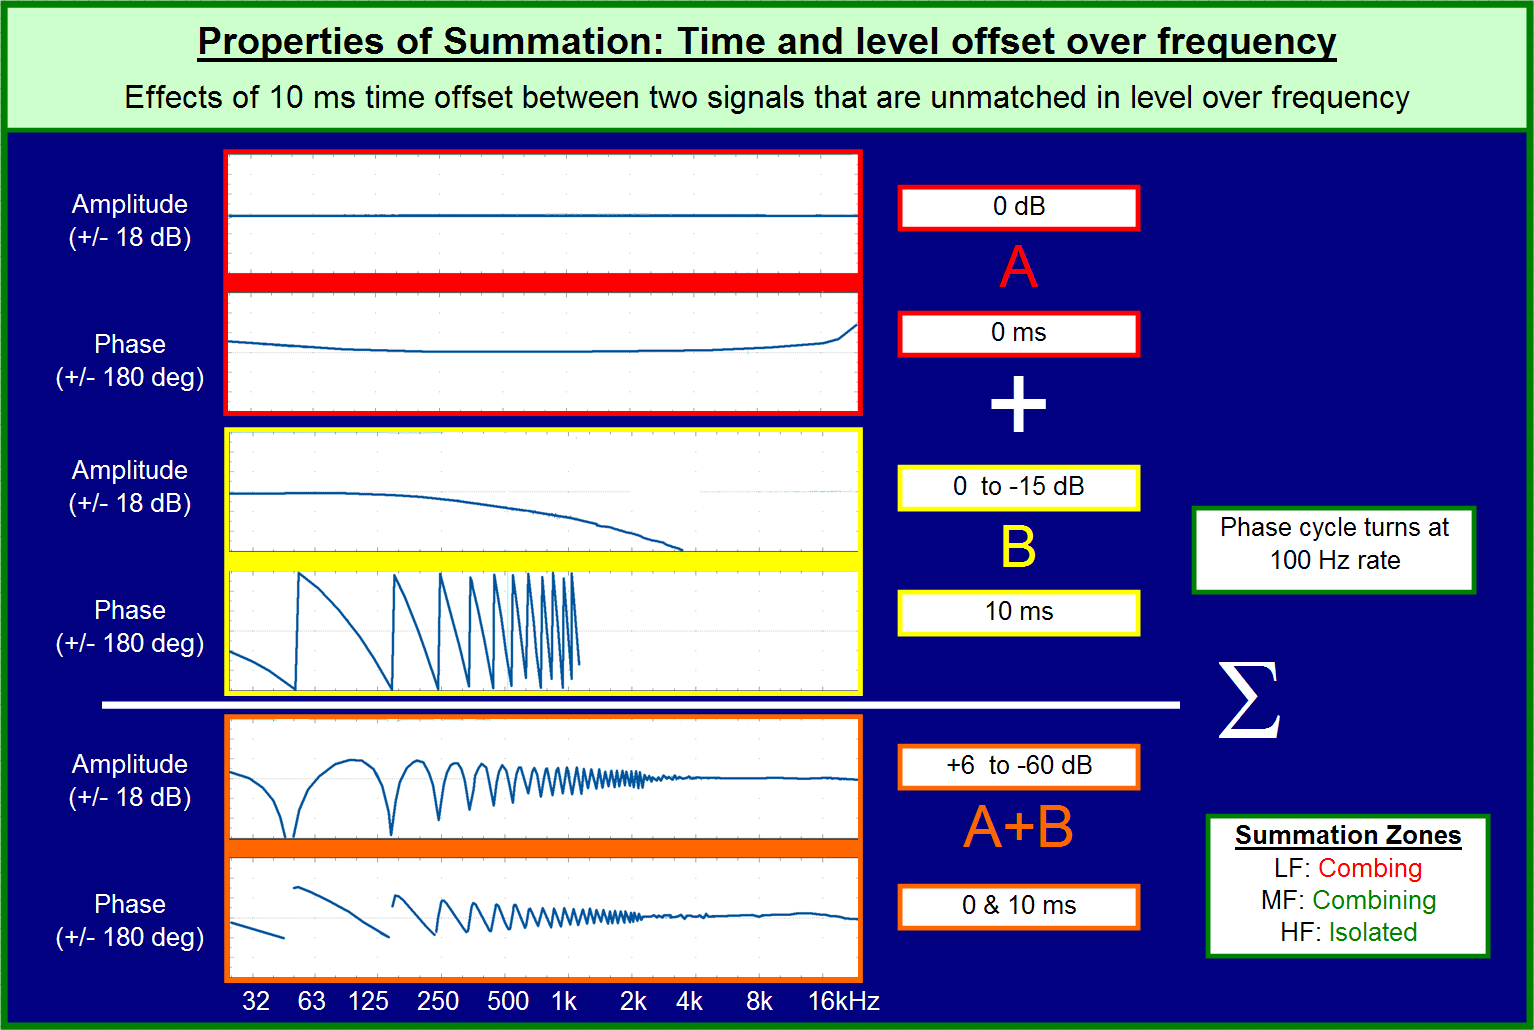 Properties of Summation: Time and level offset over frequency
Effects of 10 ms time offset between two signals that are unmatched in level over frequency
Amplitude
(+/- 18 dB)
0 dB
A
Phase
(+/- 180 deg)
0 ms
+
Amplitude
(+/- 18 dB)
0 to -15 dB
B
Phase
(+/- 180 deg)
10 ms
Phase cycle turns at
100 Hz rate
Σ
Amplitude
(+/- 18 dB)
+6 to -60 dB
A+B
Phase
(+/- 180 deg)
0 & 10 ms
Summation Zones
LF: Combing
MF: Combining
HF: Isolated
32 63 125 250 500 1k 2k 4k 8k 16kHz